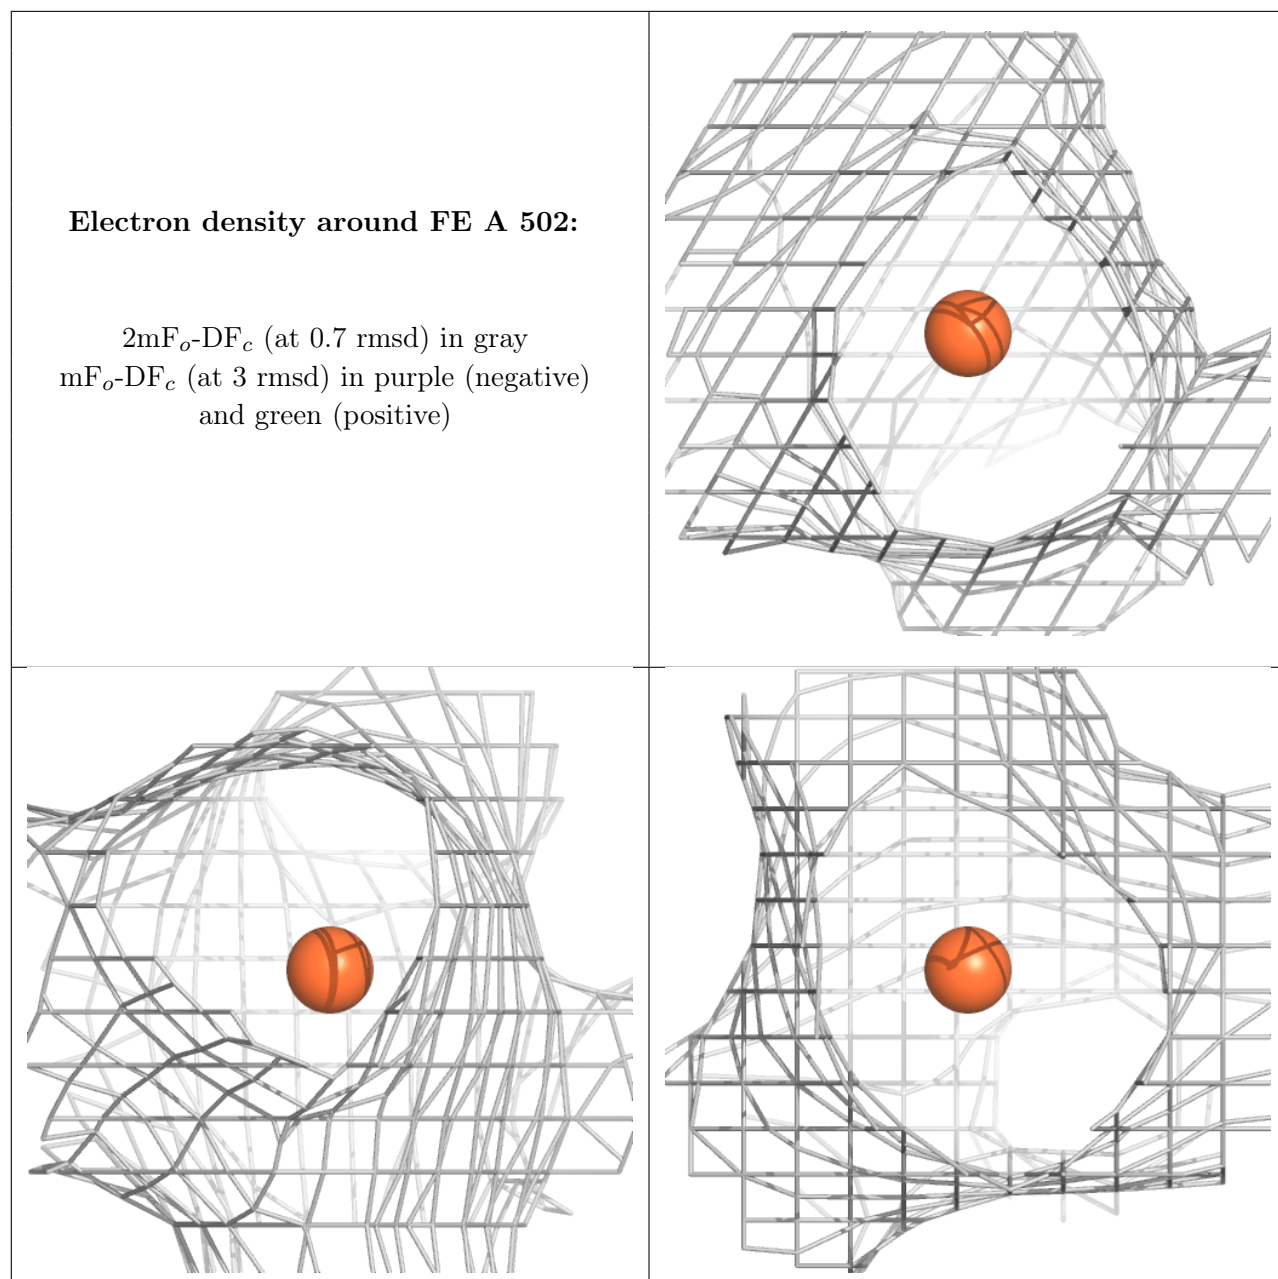 Electron density around FE A 502:
2mFₒ-DF𝒸 (at 0.7 rmsd) in gray
mFₒ-DF𝒸 (at 3 rmsd) in purple (negative)
and green (positive)